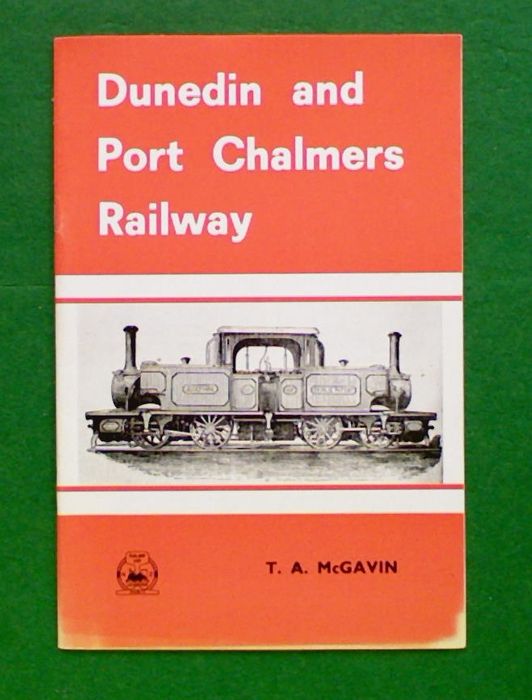 Dunedin and
Port Chalmers
Railway
T. A. McGAVIN